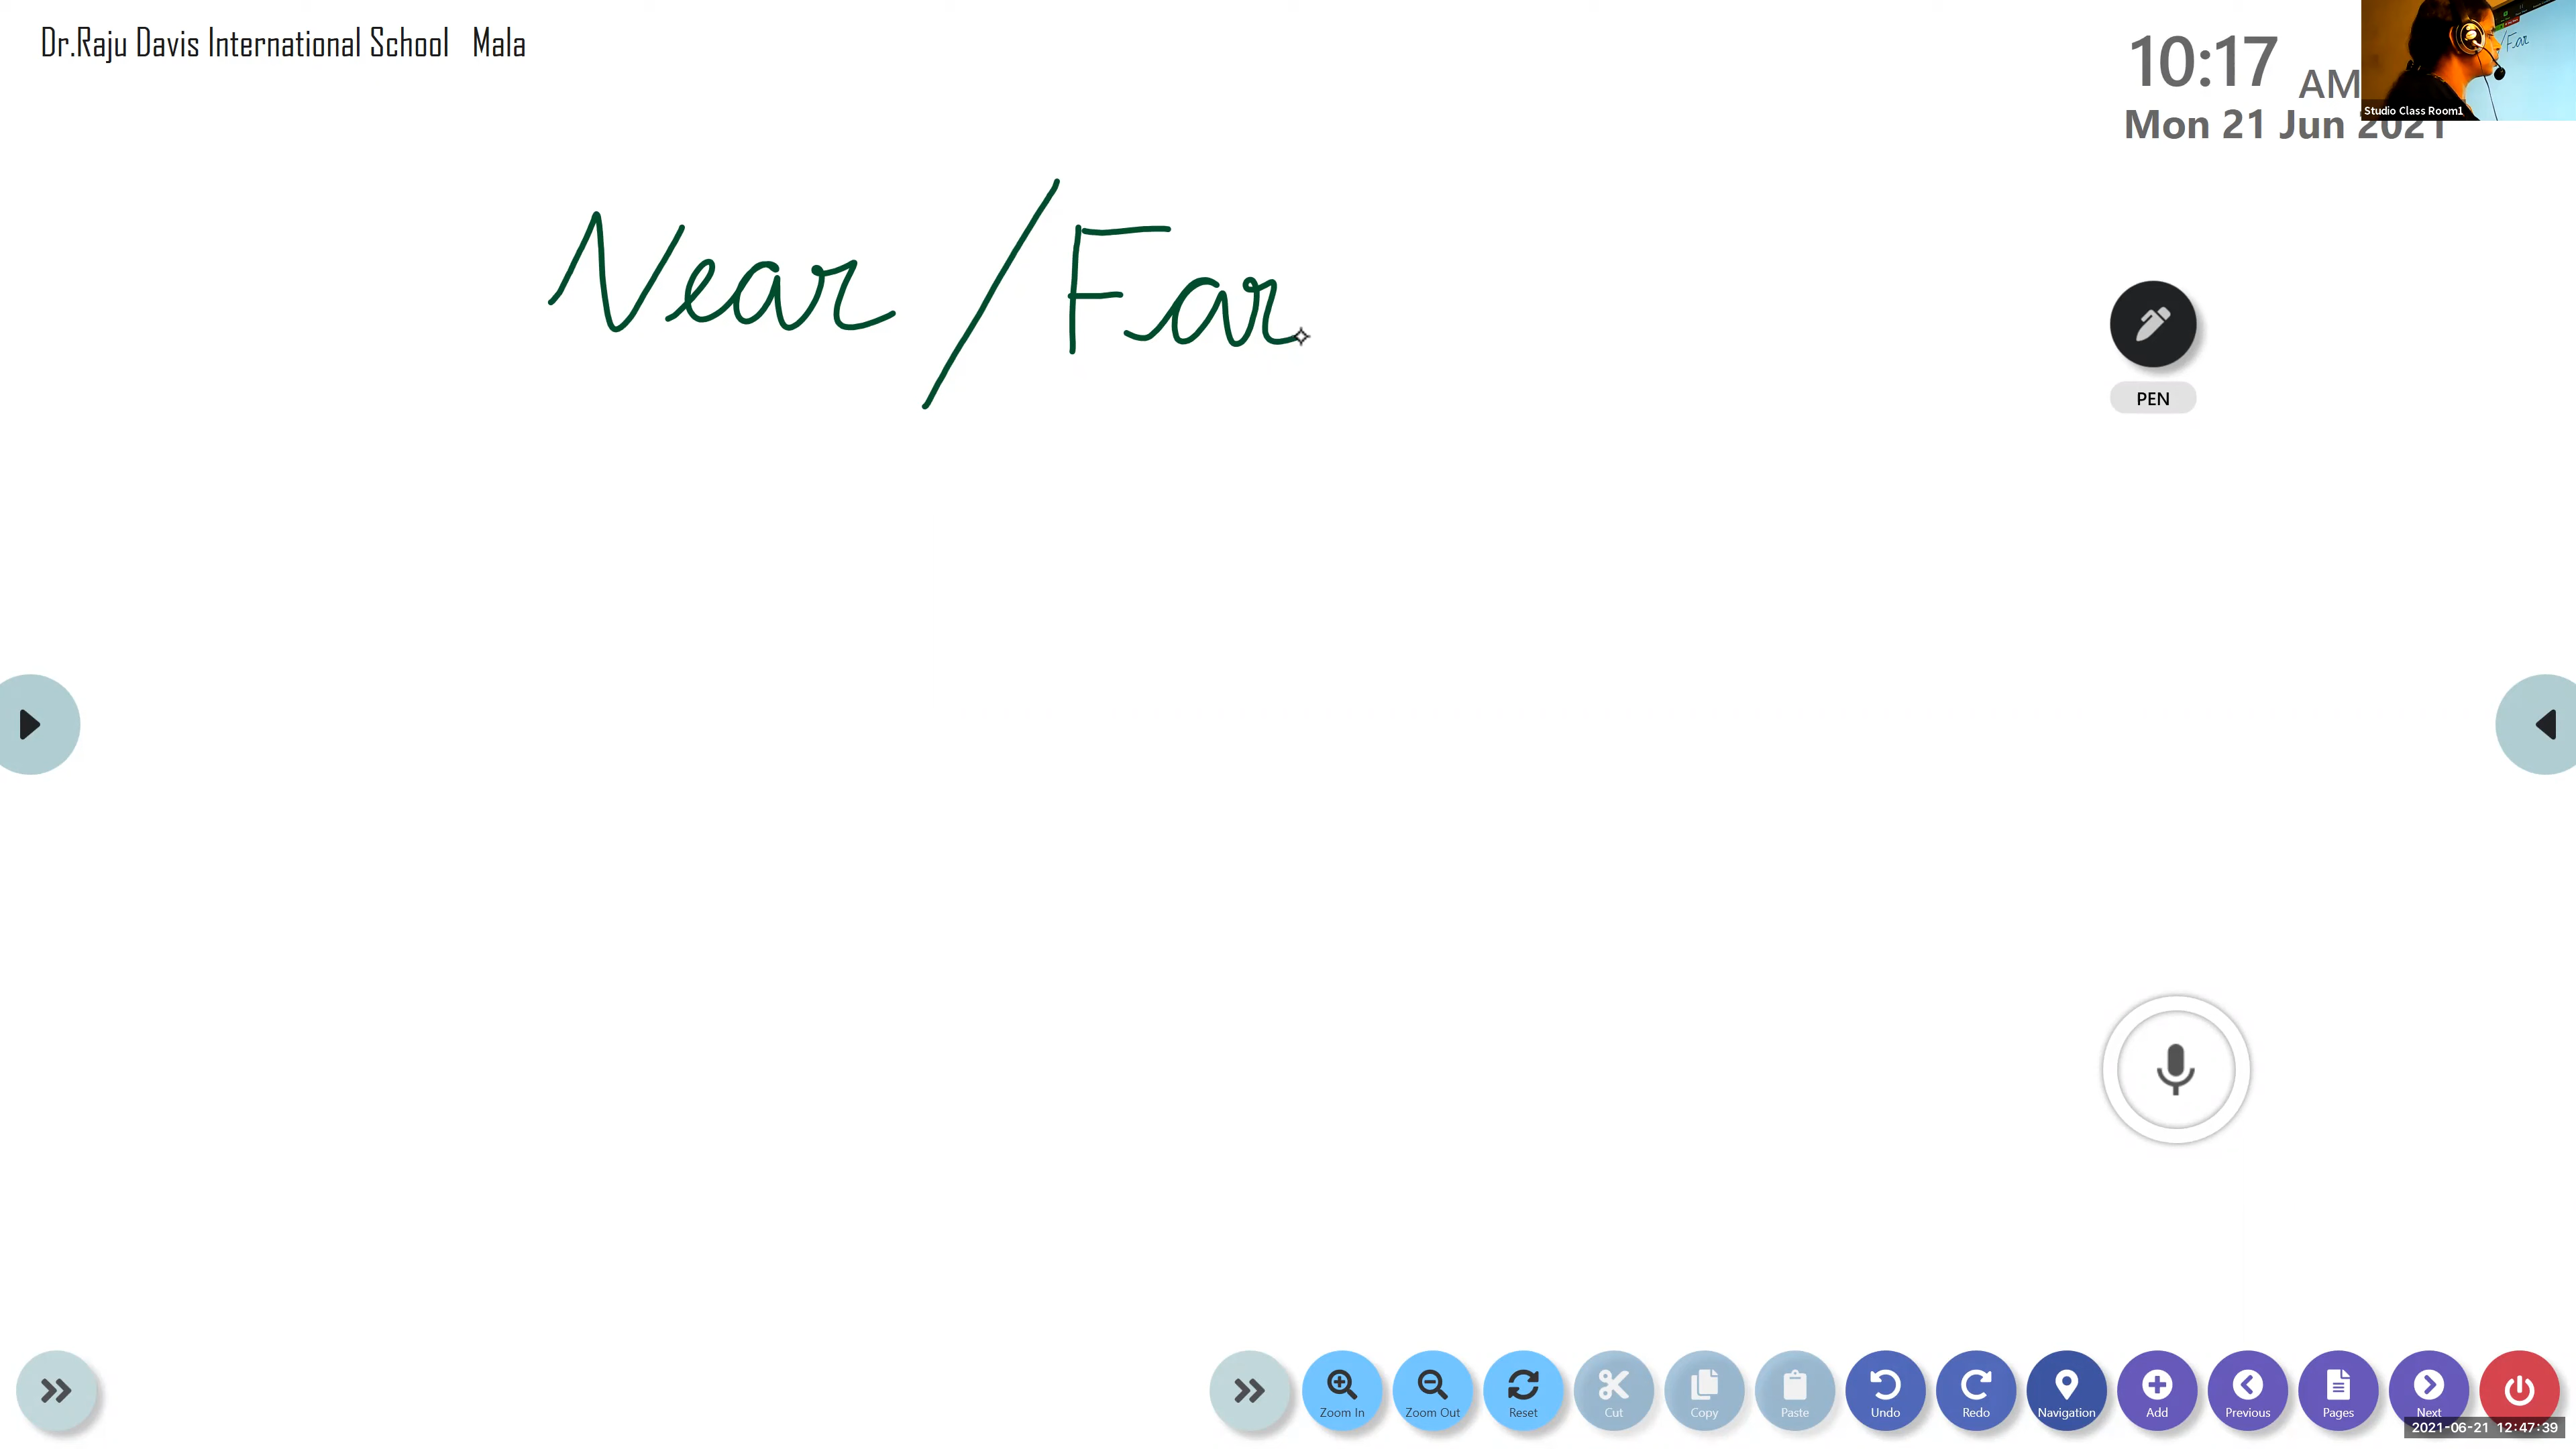 Dr.Raju Davis International School Mala
10:17 AM
Mon 21 Jun 2021
/Far
Studio Class Room1
Near/Far
PEN
Zoom In
Zoom Out
Reset
Cut
Copy
Paste
Undo
Redo
Navigation
Add
Previous
Pages
Next
2021-06-21 12:47:39